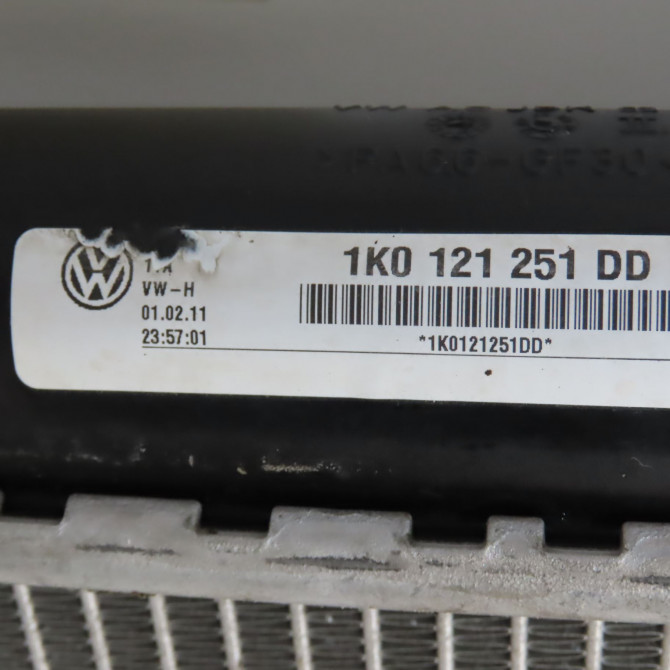 1K0 121 251 DD
VW-H
01.02.11
23:57:01
*1K0121251DD*